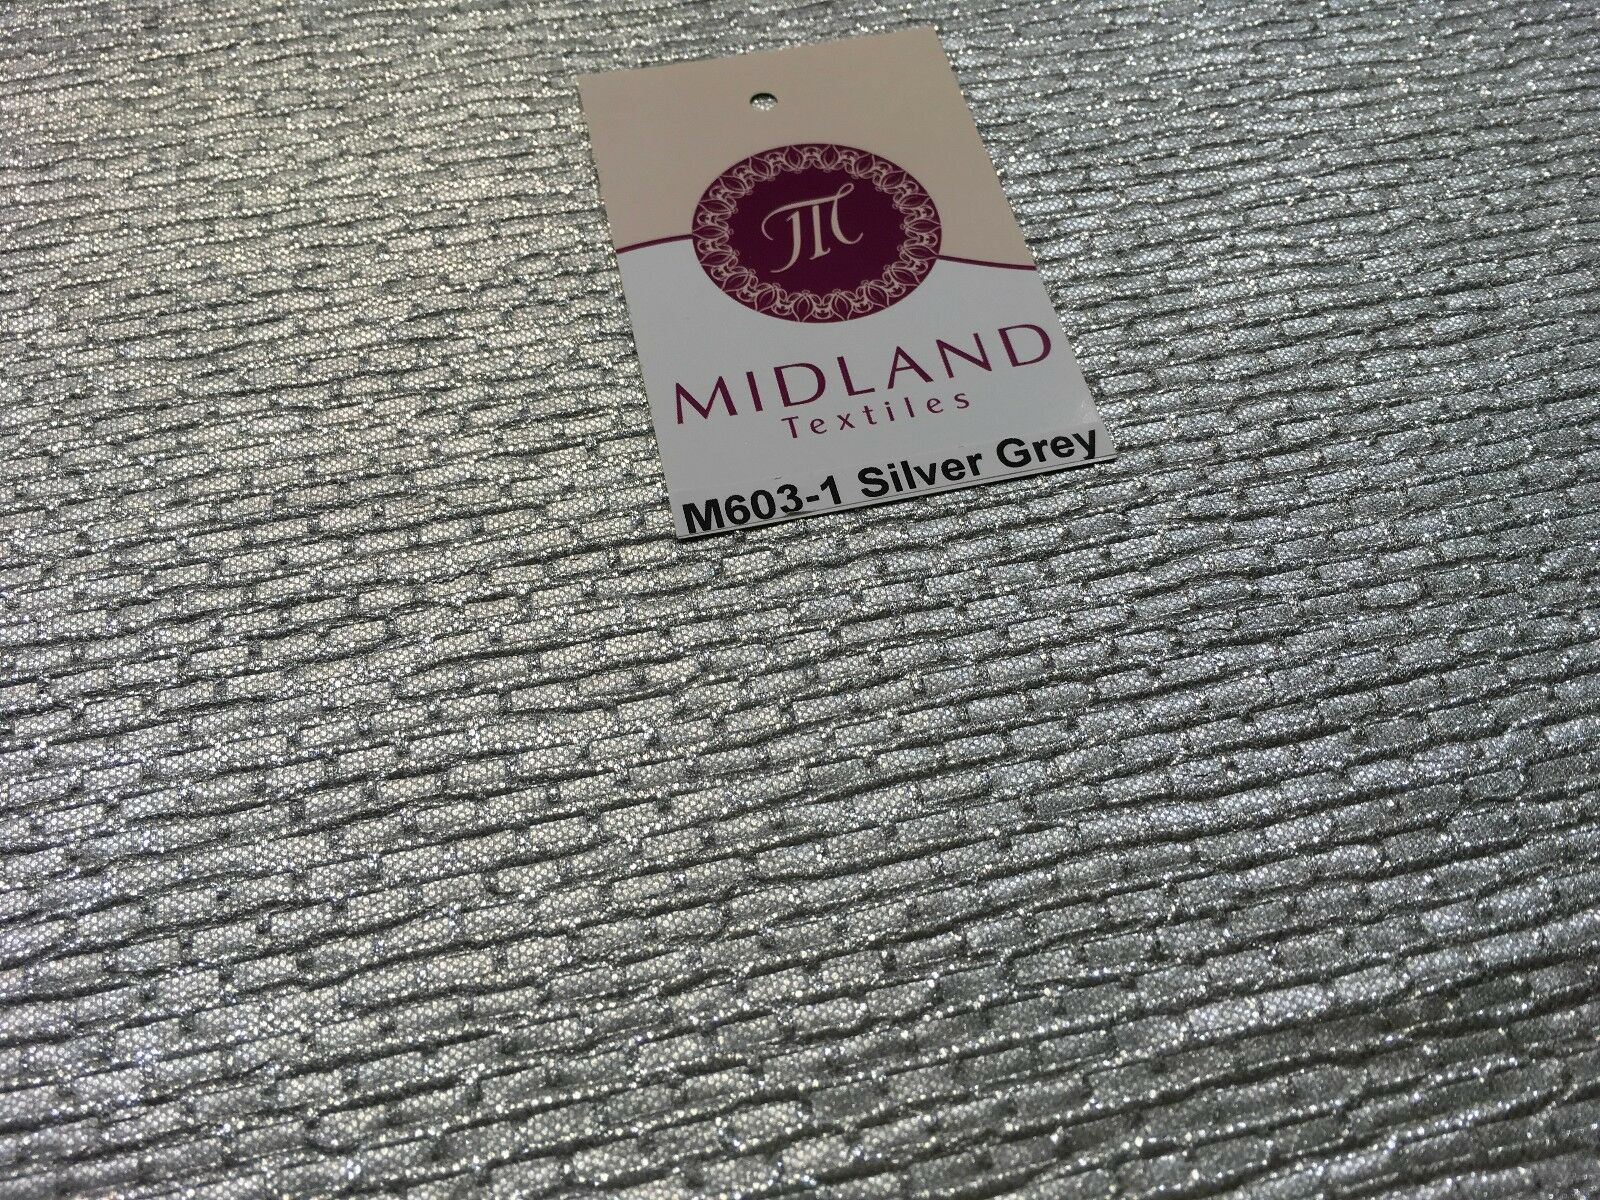 MIDLAND
Textiles
M603-1 Silver Grey